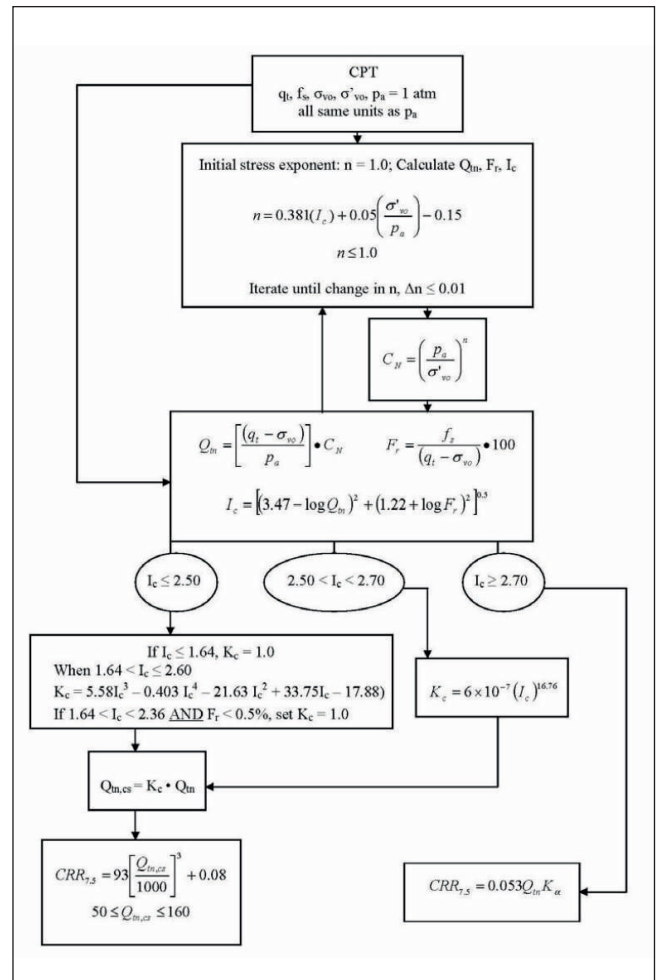 CPT
qt, fs, σvo, σ'vo, pa = 1 atm
all same units as pa
Initial stress exponent: n = 1.0; Calculate Qtn, Fr, Ic
n = 0.381(Ic) + 0.05(σ'vo / pa) − 0.15
n ≤ 1.0
Iterate until change in n, Δn ≤ 0.01
CN = (pa / σ'vo)^n
Qtn = [(qt − σvo) / pa] • CN
Fr = fs / (qt − σvo) • 100
Ic = [(3.47 − log Qtn)^2 + (1.22 + log Fr)^2]^0.5
Ic ≤ 2.50
2.50 < Ic < 2.70
Ic ≥ 2.70
If Ic ≤ 1.64, Kc = 1.0
When 1.64 < Ic ≤ 2.60
Kc = 5.58Ic^3 − 0.403 Ic^4 − 21.63 Ic^2 + 33.75Ic − 17.88)
If 1.64 < Ic < 2.36 AND Fr < 0.5%, set Kc = 1.0
Kc = 6×10^-7 (Ic)^16.76
Qtn,cs = Kc • Qtn
CRR7.5 = 93[Qtn,cs / 1000]^3 + 0.08
50 ≤ Qtn,cs ≤ 160
CRR7.5 = 0.053Qtn Kα